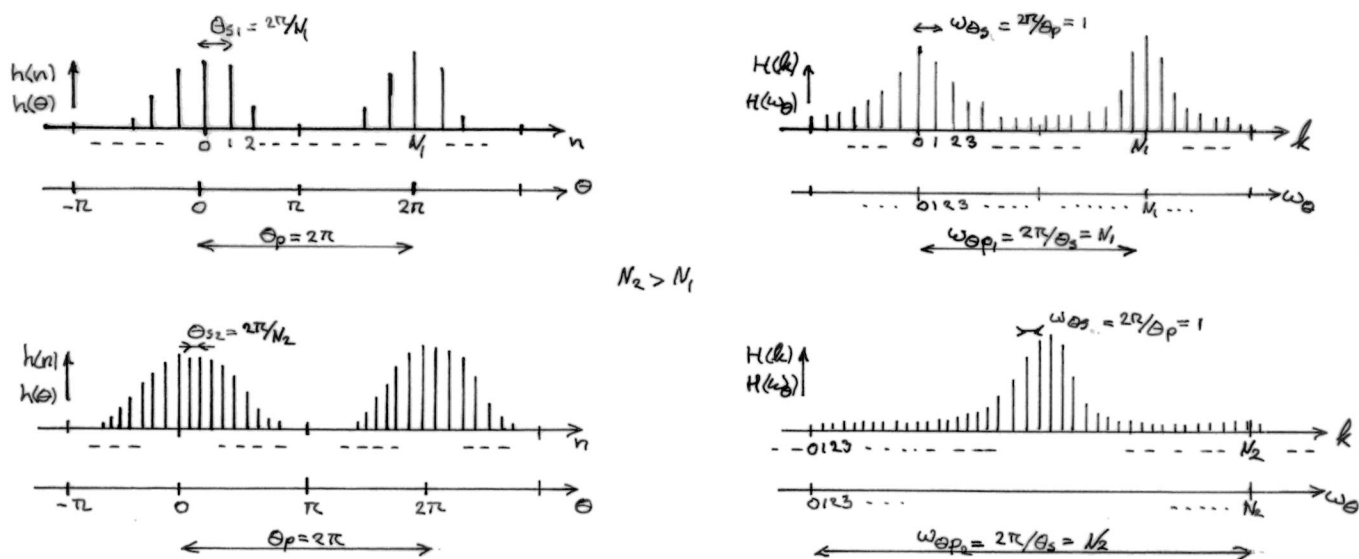 θs₁ = 2π/N₁
h(n)
h(θ)
0 1 2 N₁ n
-π 0 π 2π θ
θp = 2π
ωθs = 2π/θp = 1
H(k)
H(ωθ)
0 1 2 3 N₁ k
0 1 2 3 N₁ ωθ
ωθp₁ = 2π/θs = N₁
N₂ > N₁
θs₂ = 2π/N₂
h(n)
h(θ)
n
-π 0 π 2π θ
θp = 2π
ωθs = 2π/θp = 1
H(k)
H(ωθ)
0 1 2 3 N₂ k
0 1 2 3 N₂ ωθ
ωθp₂ = 2π/θs = N₂